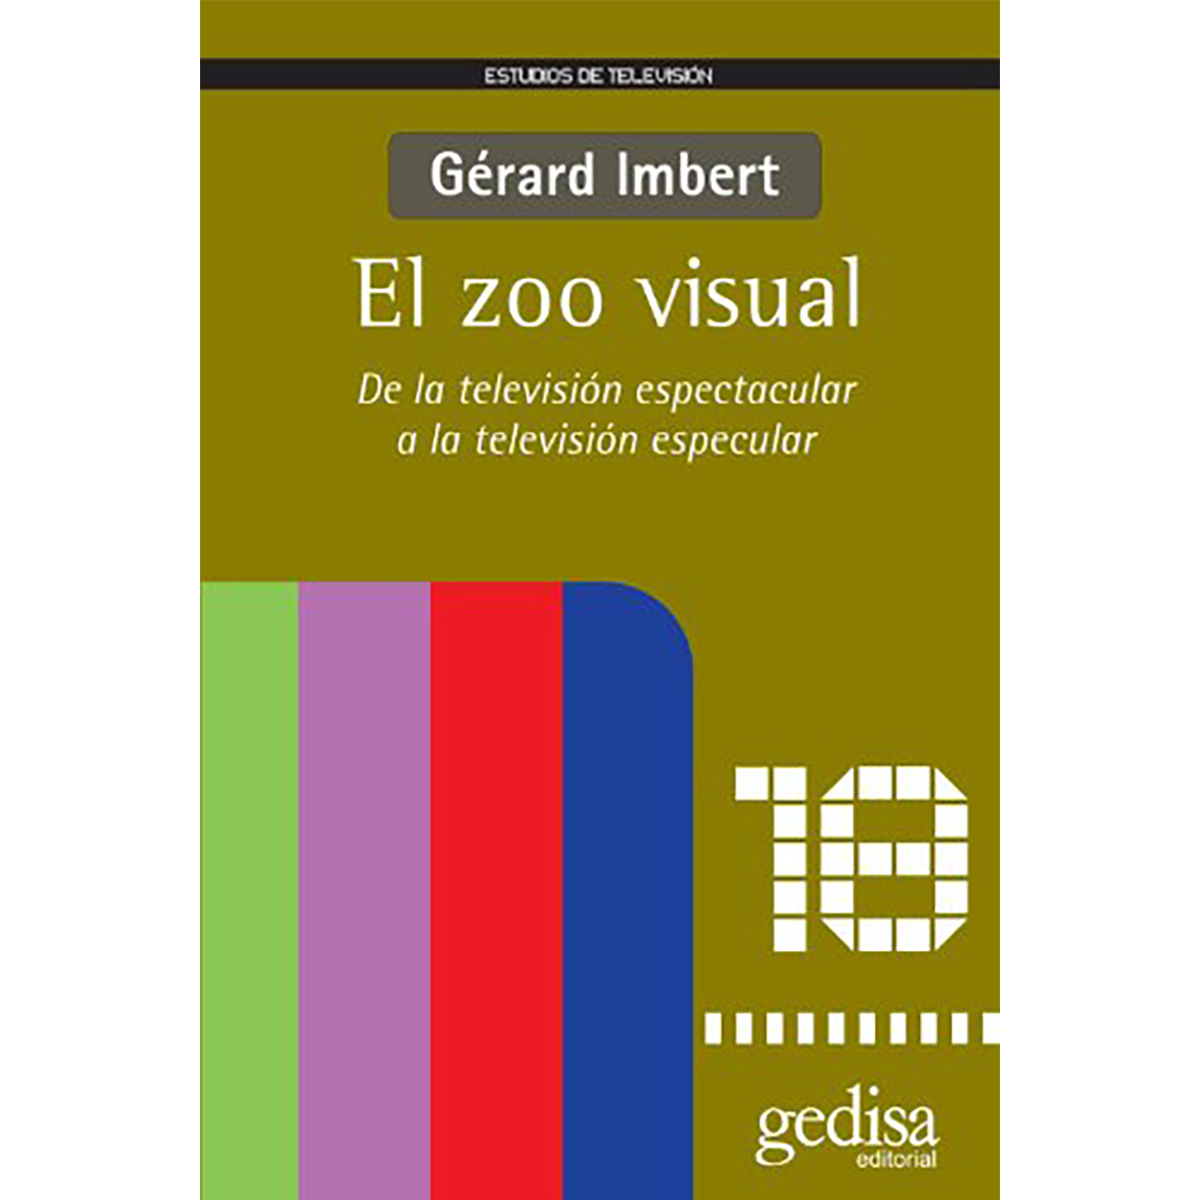 ESTUDIOS DE TELEVISIÓN
Gérard Imbert
El zoo visual
De la televisión espectacular
a la televisión especular
18
gedisa
editorial